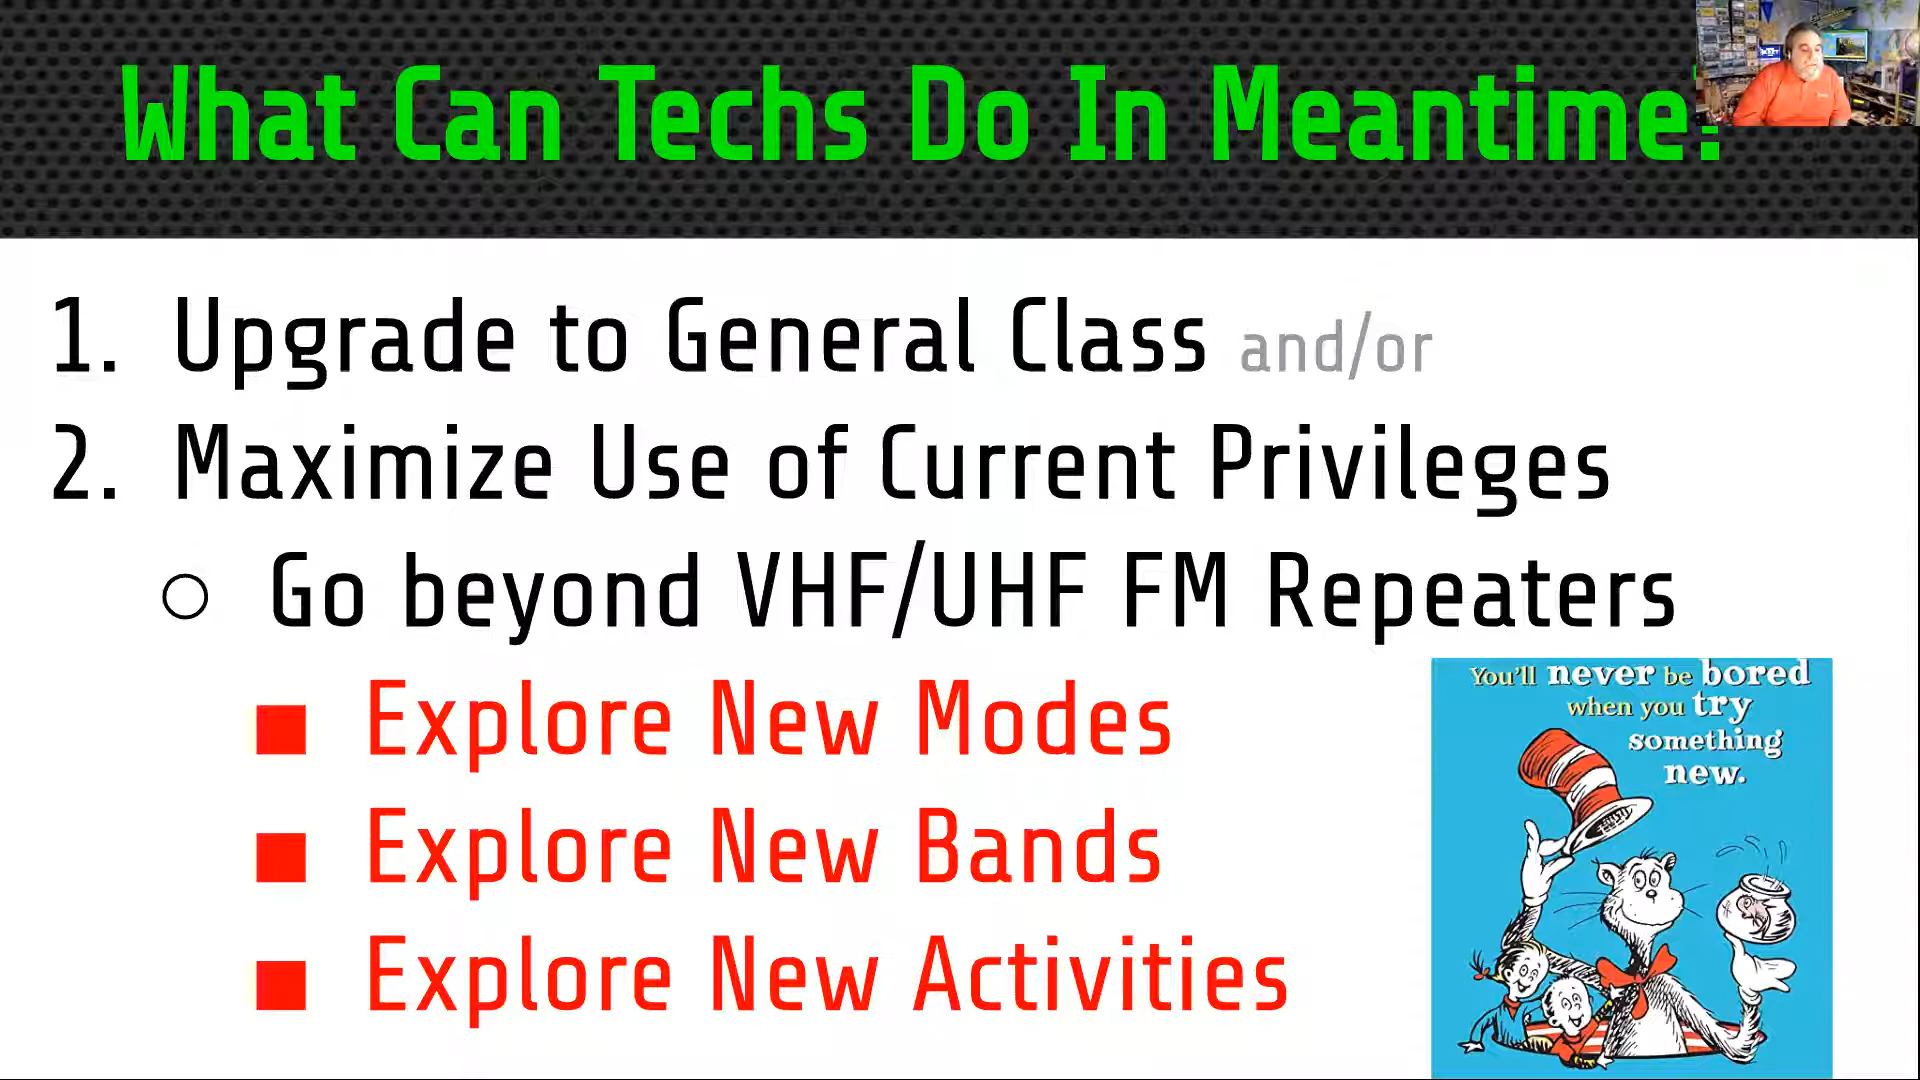 What Can Techs Do In Meantime?
1. Upgrade to General Class and/or
2. Maximize Use of Current Privileges
○ Go beyond VHF/UHF FM Repeaters
■ Explore New Modes
■ Explore New Bands
■ Explore New Activities
You'll never be bored
when you try
something
new.